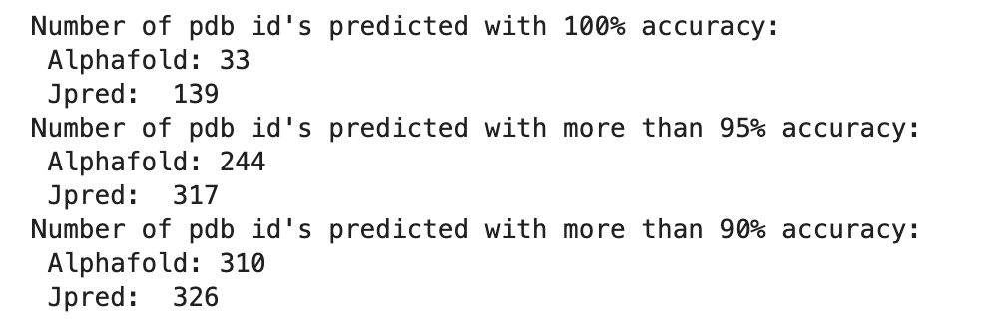 Number of pdb id's predicted with 100% accuracy:
 Alphafold: 33
 Jpred:  139
Number of pdb id's predicted with more than 95% accuracy:
 Alphafold: 244
 Jpred:  317
Number of pdb id's predicted with more than 90% accuracy:
 Alphafold: 310
 Jpred:  326